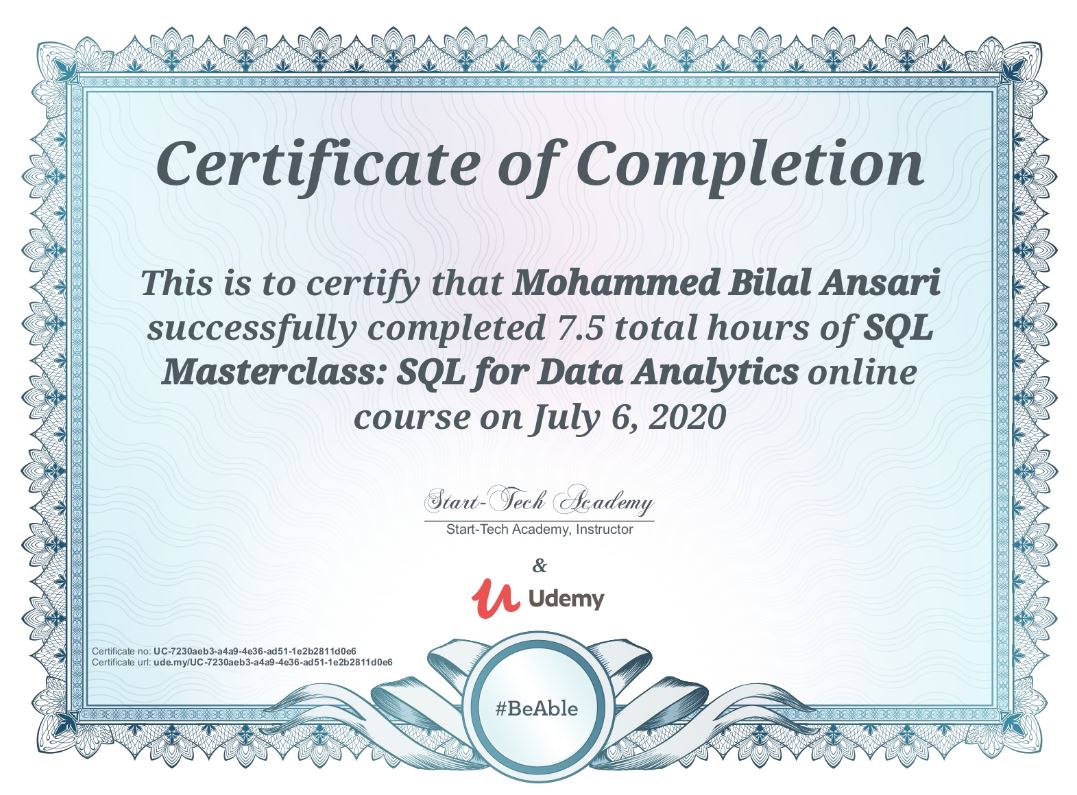 Certificate of Completion
This is to certify that Mohammed Bilal Ansari
successfully completed 7.5 total hours of SQL
Masterclass: SQL for Data Analytics online
course on July 6, 2020
Start-Tech Academy
Start-Tech Academy, Instructor
&
Udemy
Certificate no: UC-7230aeb3-a4a9-4e36-ad51-1e2b2811d0e6
Certificate url: ude.my/UC-7230aeb3-a4a9-4e36-ad51-1e2b2811d0e6
#BeAble